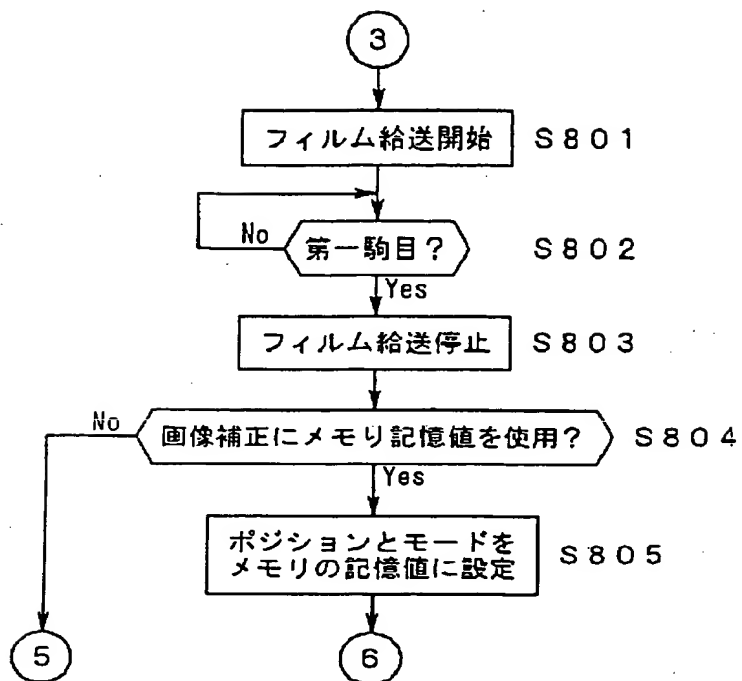 3
フィルム給送開始 S801
No 第一駒目? S802
Yes
フィルム給送停止 S803
No 画像補正にメモリ記憶値を使用? S804
Yes
ポジションとモードを
メモリの記憶値に設定 S805
5 6